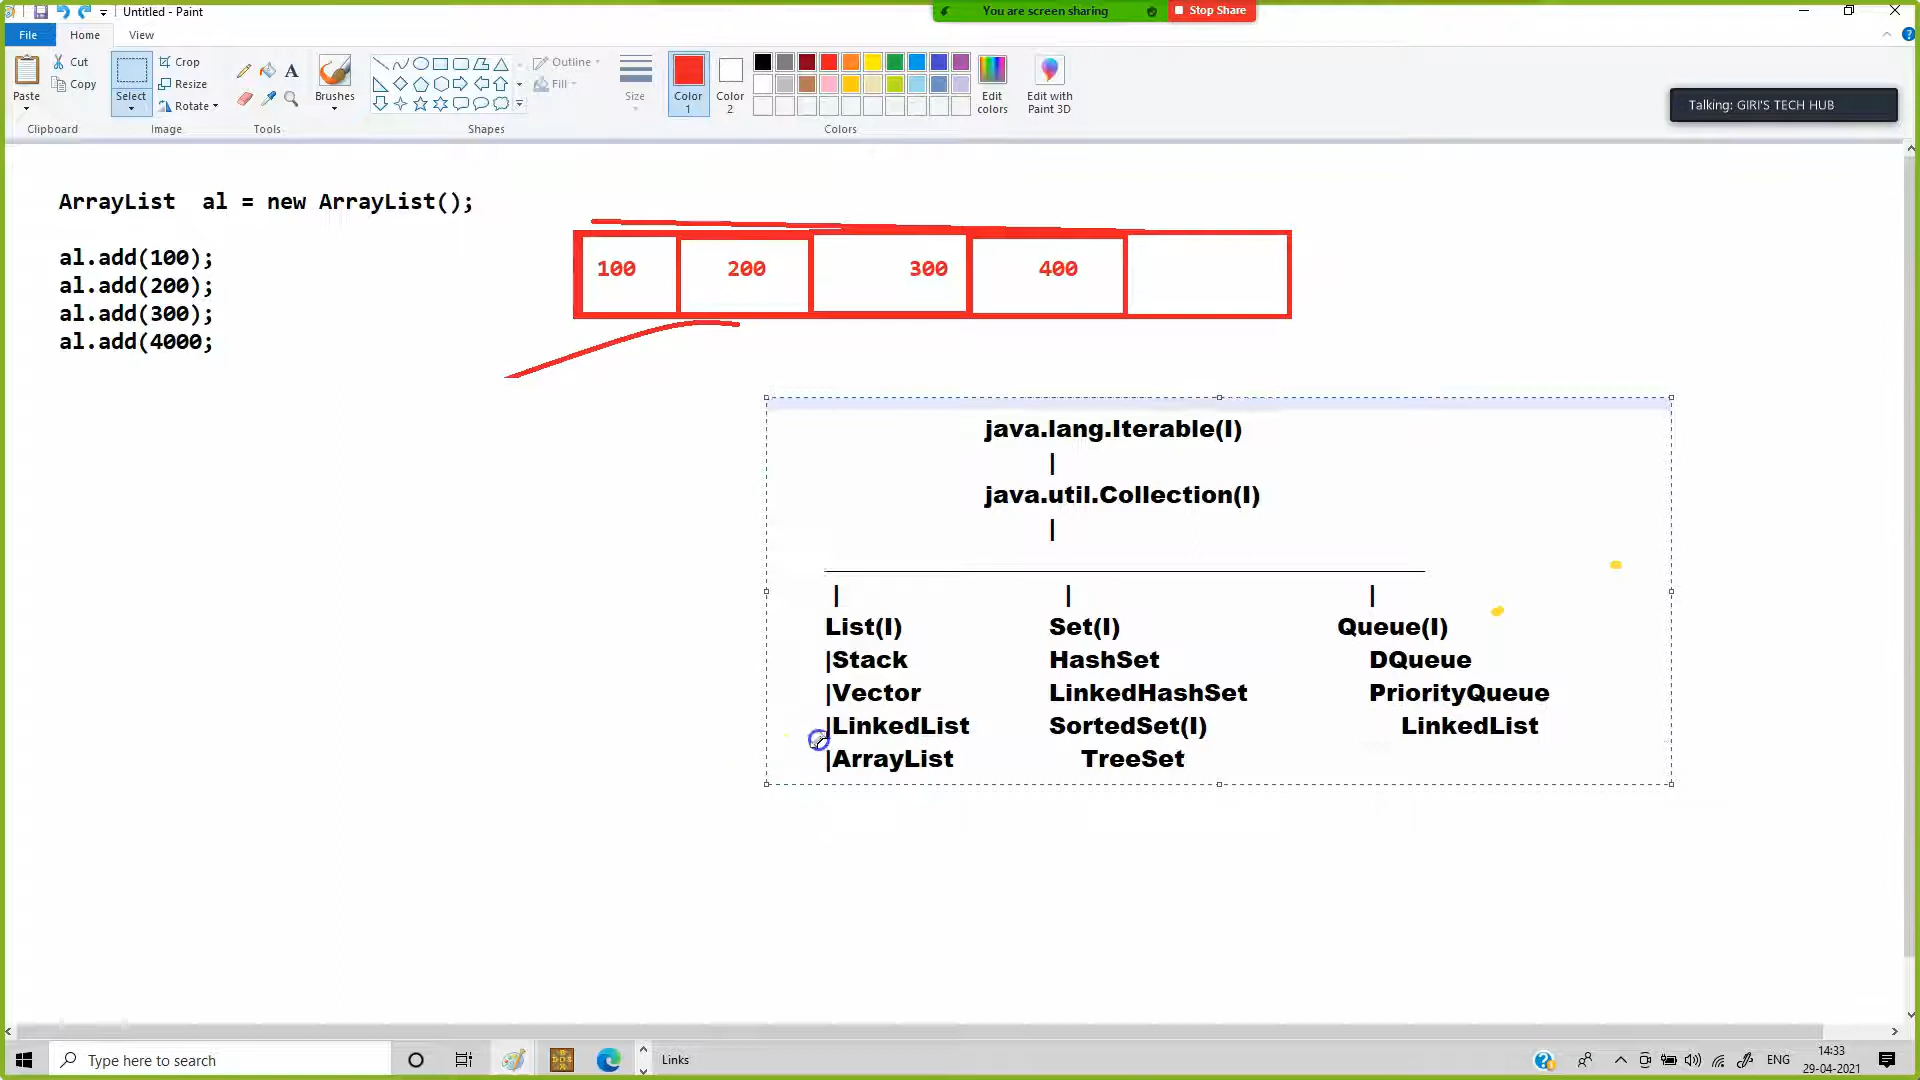 Untitled - Paint
You are screen sharing
Stop Share
File
Home
View
Paste
Cut
Copy
Clipboard
Select
Crop
Resize
Rotate
Image
Tools
Brushes
Shapes
Outline
Fill
Size
Color 1
Color 2
Colors
Edit colors
Edit with Paint 3D
Talking: GIRI'S TECH HUB
ArrayList  al = new ArrayList();
al.add(100);
al.add(200);
al.add(300);
al.add(4000;
100 200 300 400
java.lang.Iterable(I)
|
java.util.Collection(I)
|
| | |
List(I) Set(I) Queue(I)
|Stack HashSet DQueue
|Vector LinkedHashSet PriorityQueue
|LinkedList SortedSet(I) LinkedList
|ArrayList TreeSet
Type here to search
Links
ENG
14:33
29-04-2021